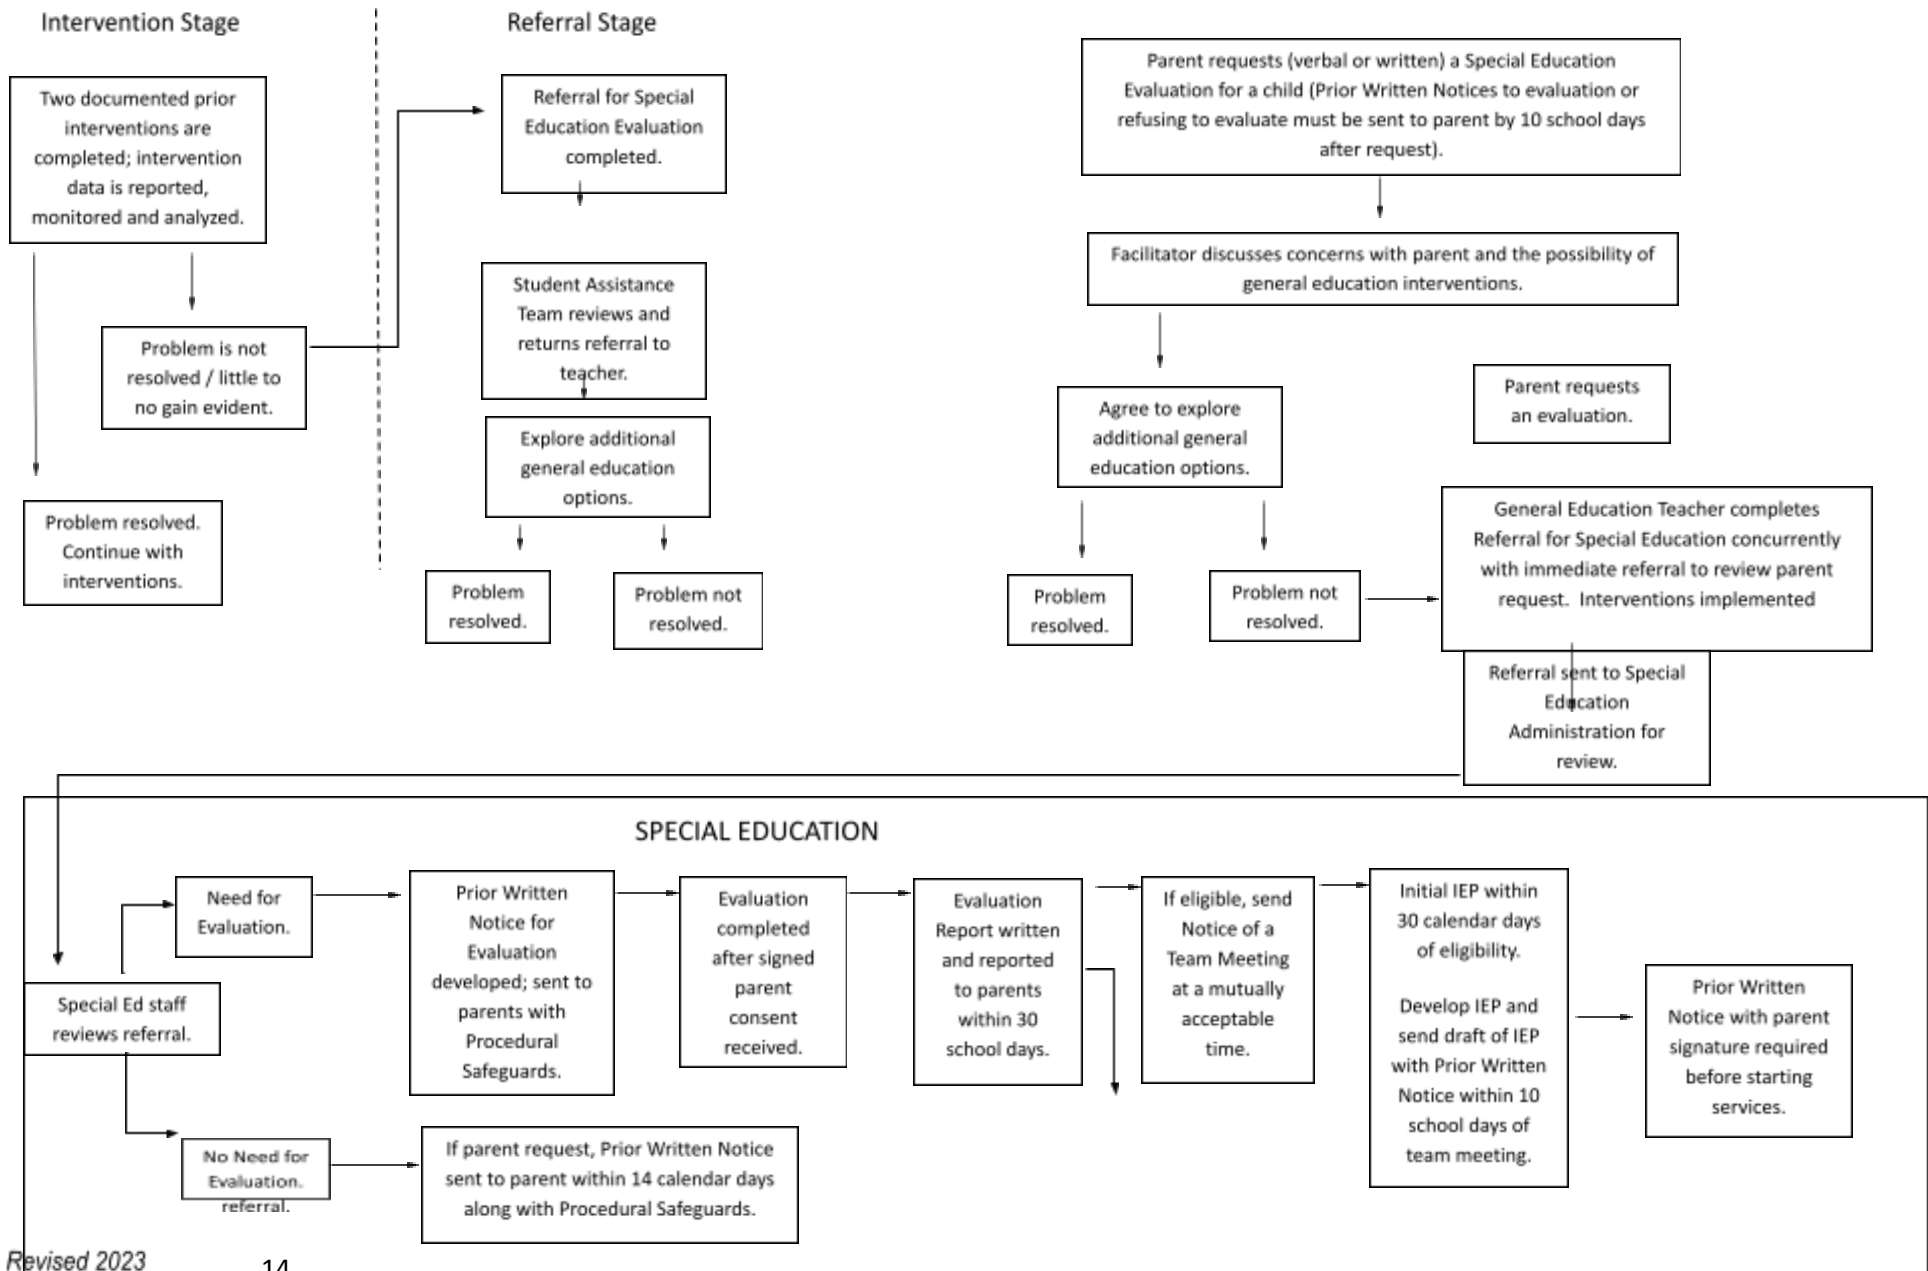 Intervention Stage
Referral Stage
Two documented prior
interventions are
completed; intervention
data is reported,
monitored and analyzed.
Problem is not
resolved / little to
no gain evident.
Problem resolved.
Continue with
interventions.
Referral for Special
Education Evaluation
completed.
Student Assistance
Team reviews and
returns referral to
teacher.
Explore additional
general education
options.
Problem
resolved.
Problem not
resolved.
Parent requests (verbal or written) a Special Education
Evaluation for a child (Prior Written Notices to evaluation or
refusing to evaluate must be sent to parent by 10 school days
after request).
Facilitator discusses concerns with parent and the possibility of
general education interventions.
Agree to explore
additional general
education options.
Parent requests
an evaluation.
Problem
resolved.
Problem not
resolved.
General Education Teacher completes
Referral for Special Education concurrently
with immediate referral to review parent
request. Interventions implemented
Referral sent to Special
Education
Administration for
review.
SPECIAL EDUCATION
Special Ed staff
reviews referral.
Need for
Evaluation.
Prior Written
Notice for
Evaluation
developed; sent to
parents with
Procedural
Safeguards.
Evaluation
completed
after signed
parent
consent
received.
Evaluation
Report written
and reported
to parents
within 30
school days.
If eligible, send
Notice of a
Team Meeting
at a mutually
acceptable
time.
Initial IEP within
30 calendar days
of eligibility.
Develop IEP and
send draft of IEP
with Prior Written
Notice within 10
school days of
team meeting.
Prior Written
Notice with parent
signature required
before starting
services.
No Need for
Evaluation.
referral.
If parent request, Prior Written Notice
sent to parent within 14 calendar days
along with Procedural Safeguards.
Revised 2023
14